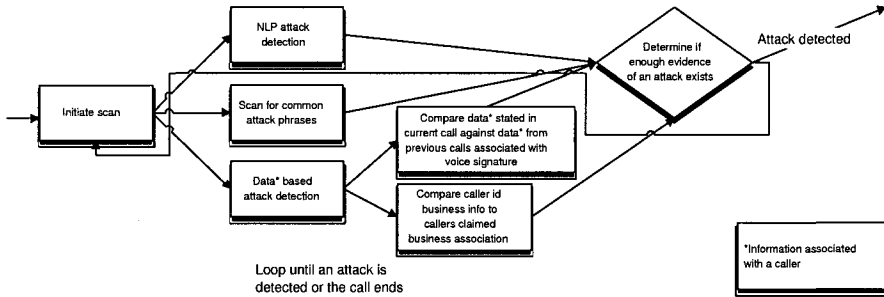 NLP attack
detection
Determine if
enough evidence
of an attack exists
Attack detected
Initiate scan
Scan for common
attack phrases
Compare data* stated in
current call against data* from
previous calls associated with
voice signature
Data* based
attack detection
Compare caller id
business info to
callers claimed
business association
*Information associated
with a caller
Loop until an attack is
detected or the call ends